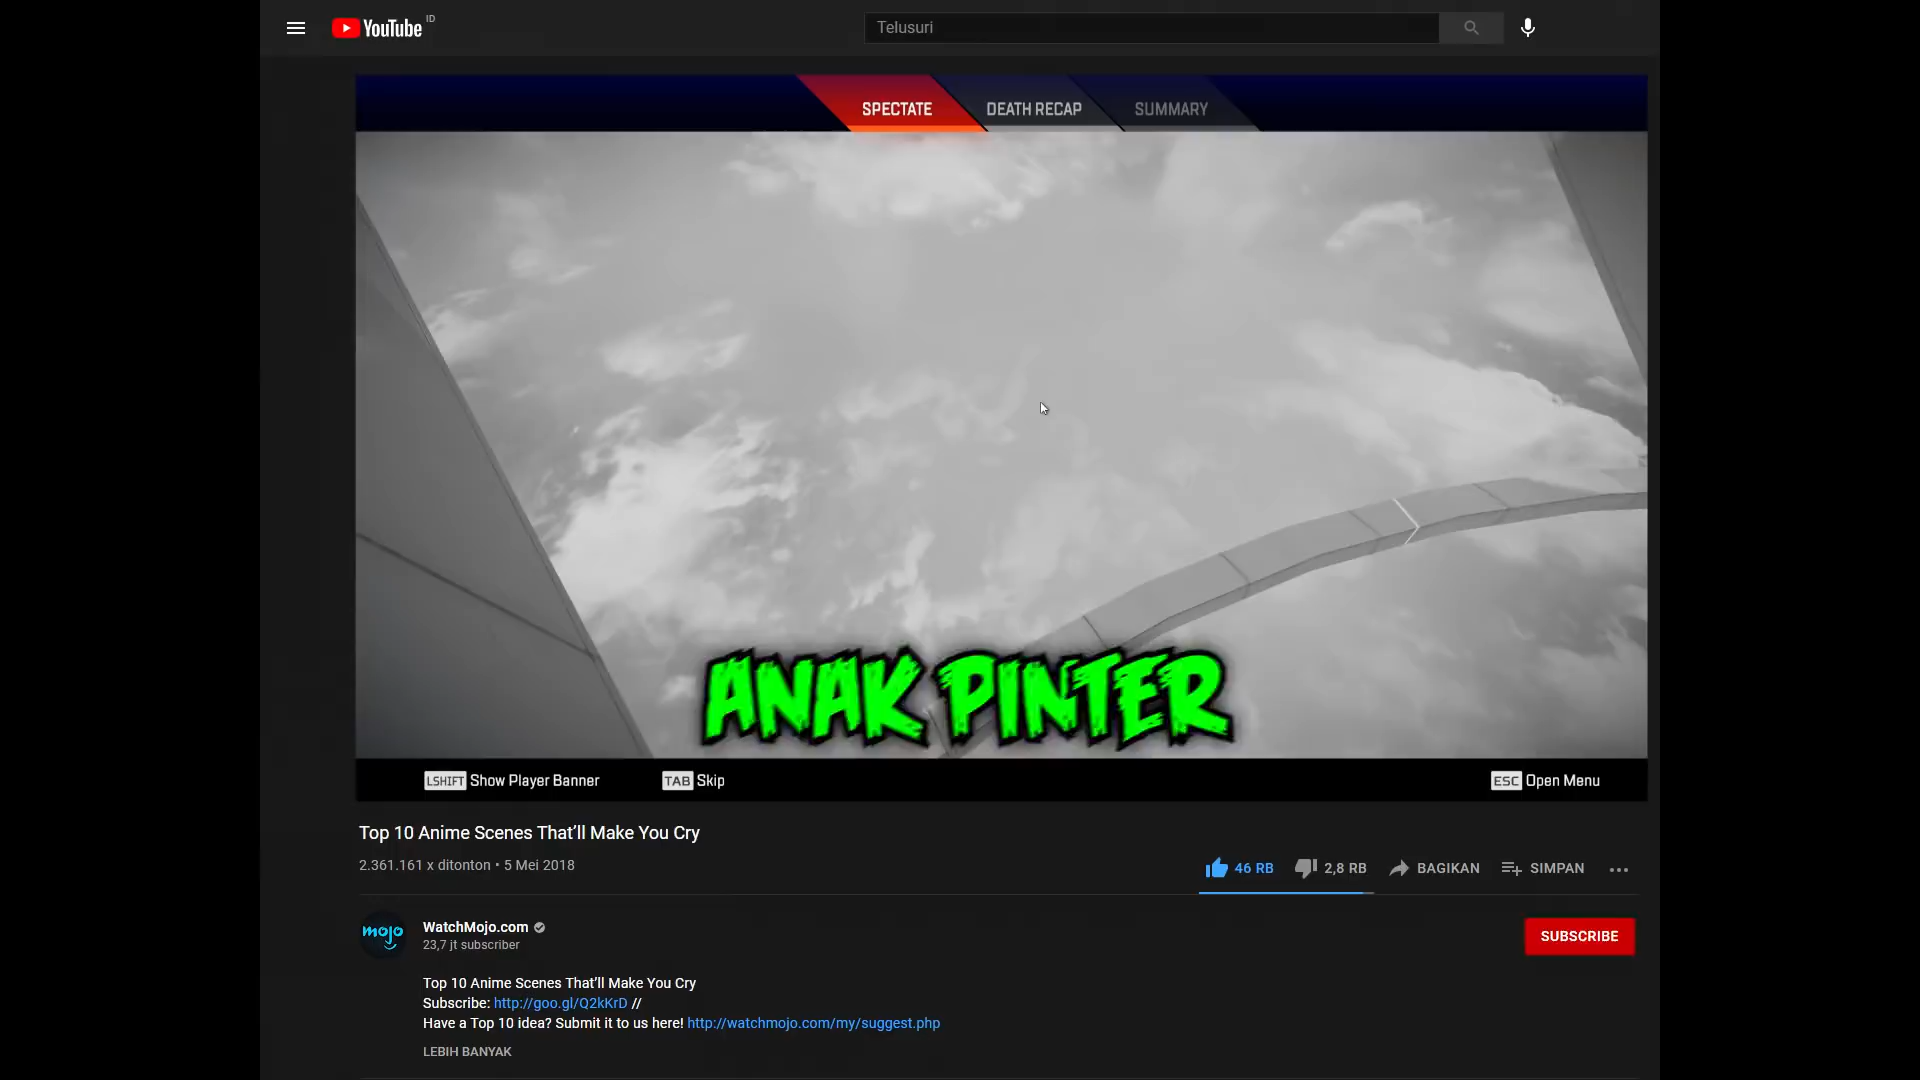 YouTube ID
Telusuri
SPECTATE
DEATH RECAP
SUMMARY
ANAK PINTER
LSHIFT Show Player Banner
TAB Skip
ESC Open Menu
Top 10 Anime Scenes That’ll Make You Cry
2.361.161 x ditonton • 5 Mei 2018
46 RB
2,8 RB
BAGIKAN
SIMPAN
mojo
WatchMojo.com
23,7 jt subscriber
SUBSCRIBE
Top 10 Anime Scenes That’ll Make You Cry
Subscribe: http://goo.gl/Q2kKrD //
Have a Top 10 idea? Submit it to us here! http://watchmojo.com/my/suggest.php
LEBIH BANYAK